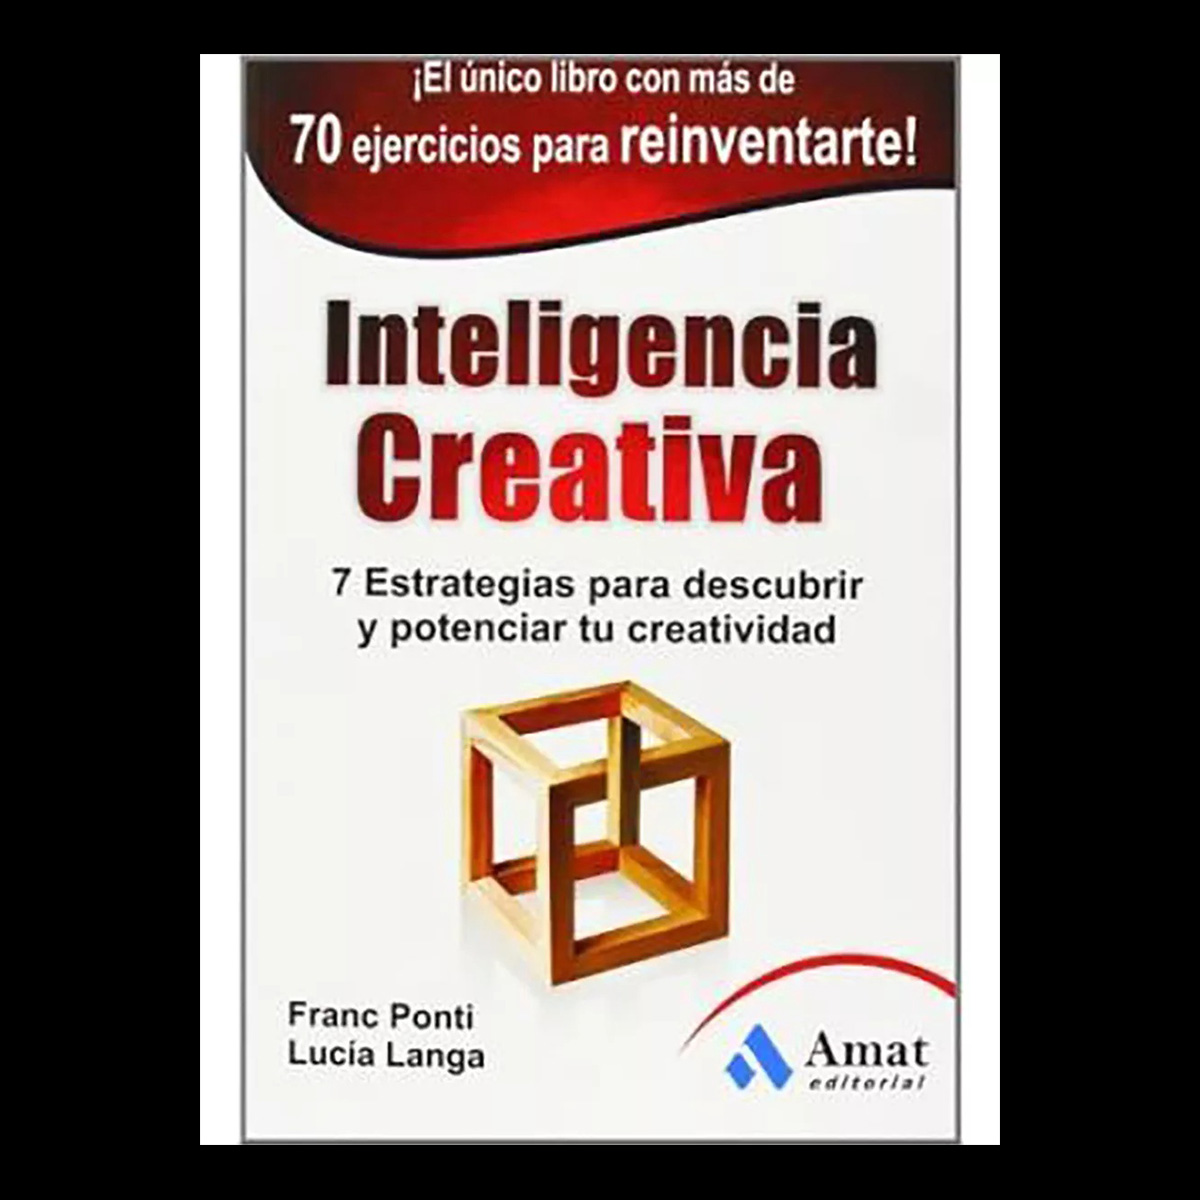 ¡El único libro con más de
70 ejercicios para reinventarte!
Inteligencia
Creativa
7 Estrategias para descubrir
y potenciar tu creatividad
Franc Ponti
Lucía Langa
Amat
editorial